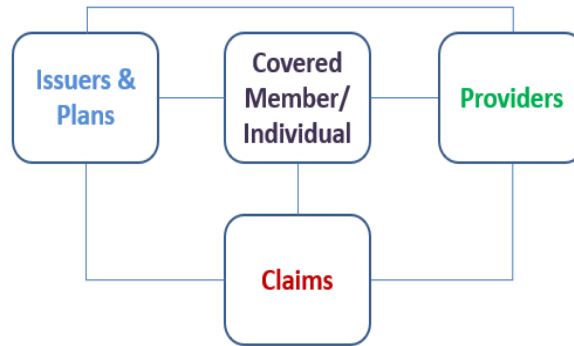 Issuers &
Plans
Covered
Member/
Individual
Providers
Claims